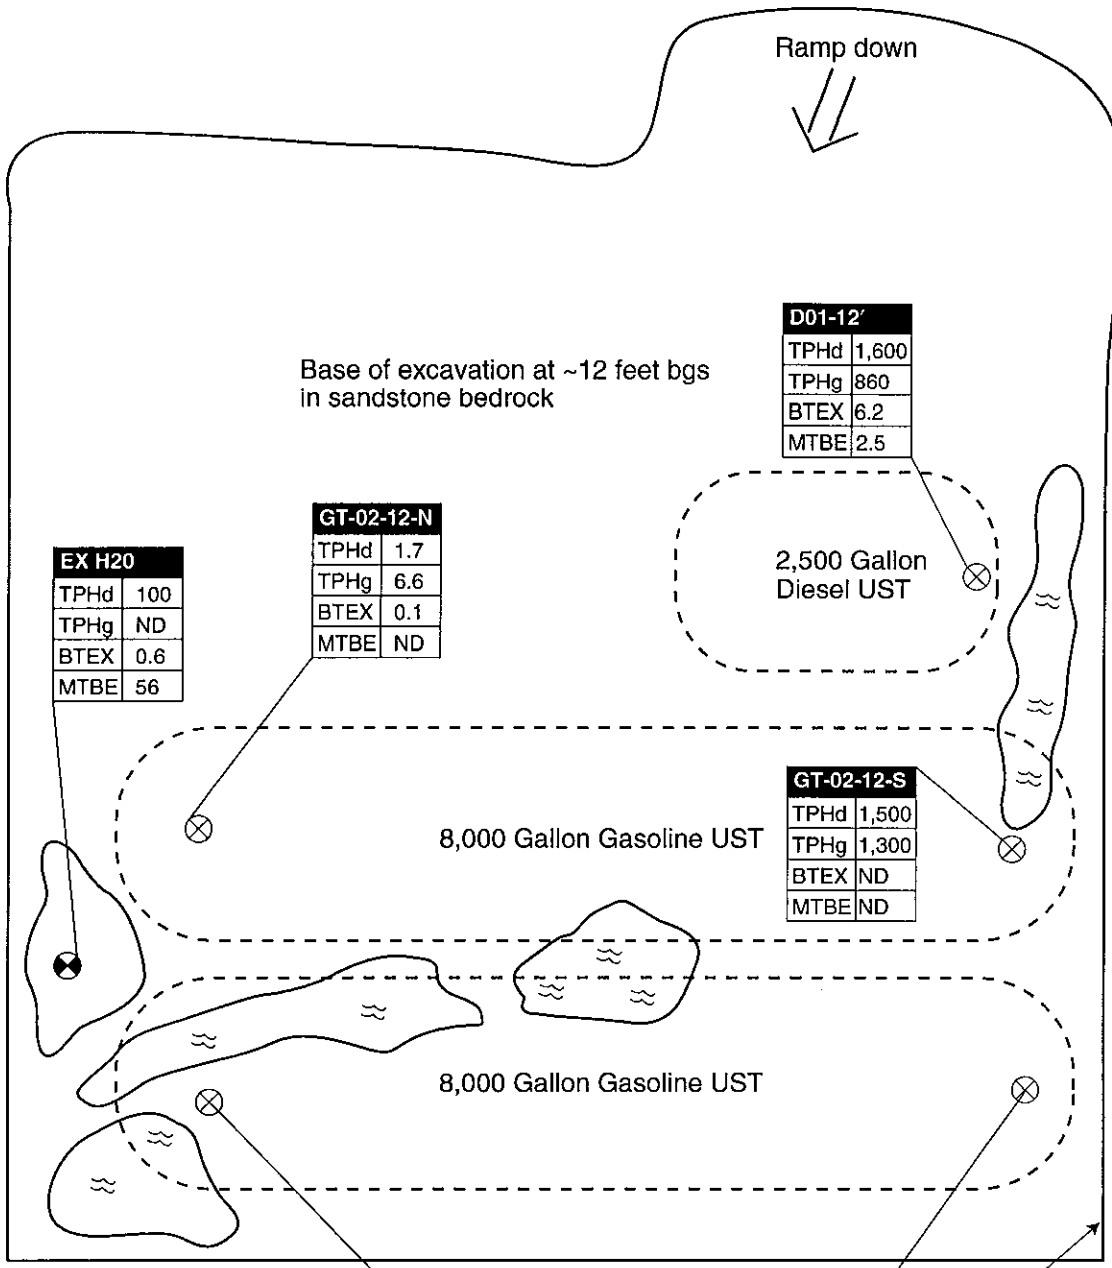 Ramp down
D01-12′
TPHd 1,600
TPHg 860
BTEX 6.2
MTBE 2.5
Base of excavation at ~12 feet bgs
in sandstone bedrock
GT-02-12-N
TPHd 1.7
TPHg 6.6
BTEX 0.1
MTBE ND
EX H20
TPHd 100
TPHg ND
BTEX 0.6
MTBE 56
2,500 Gallon
Diesel UST
GT-02-12-S
TPHd 1,500
TPHg 1,300
BTEX ND
MTBE ND
8,000 Gallon Gasoline UST
8,000 Gallon Gasoline UST